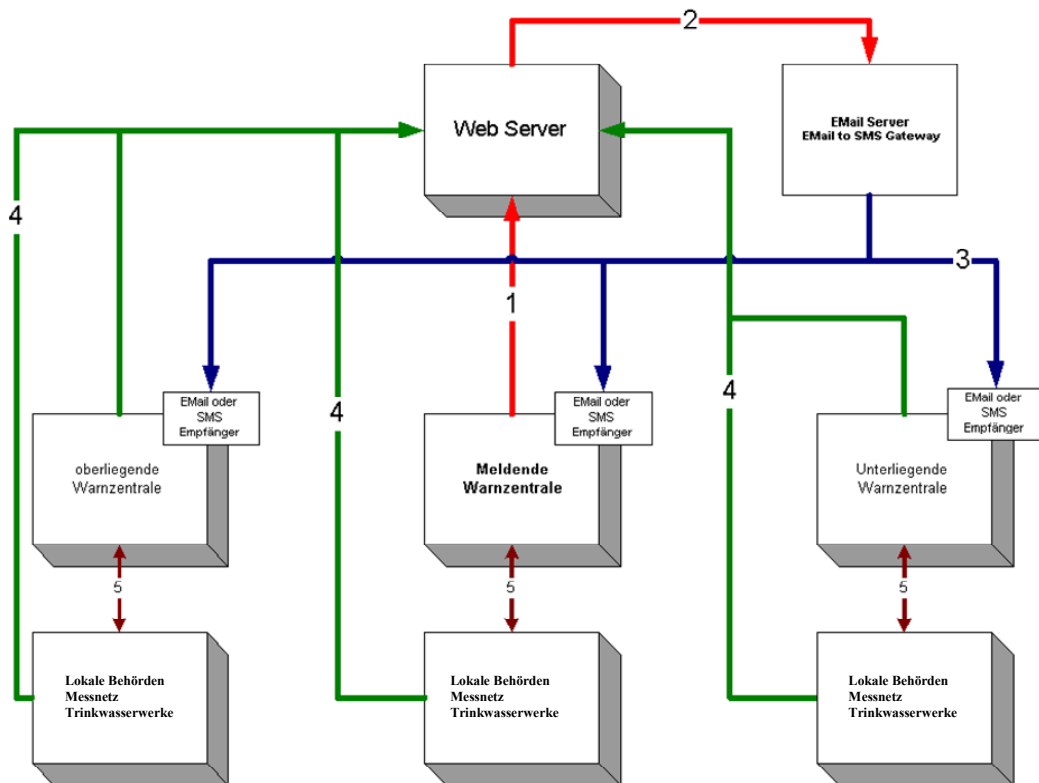 2
Web Server
EMail Server
EMail to SMS Gateway
4
3
1
EMail oder
SMS
Empfänger
EMail oder
SMS
Empfänger
EMail oder
SMS
Empfänger
4
4
oberliegende
Warnzentrale
Meldende
Warnzentrale
Unterliegende
Warnzentrale
5
5
5
Lokale Behörden
Messnetz
Trinkwasserwerke
Lokale Behörden
Messnetz
Trinkwasserwerke
Lokale Behörden
Messnetz
Trinkwasserwerke